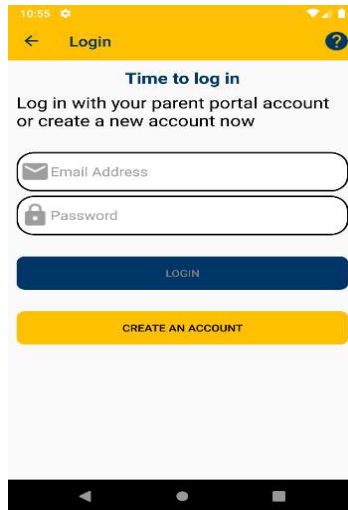 10:55
Login
?
Time to log in
Log in with your parent portal account
or create a new account now
Email Address
Password
LOGIN
CREATE AN ACCOUNT